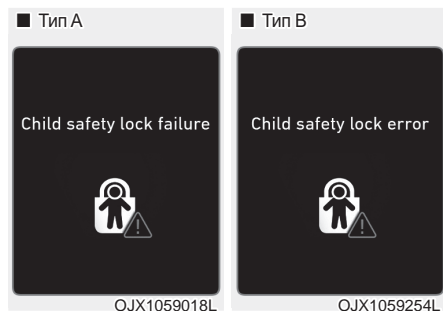 ■ Тип A
Child safety lock failure
OJX1059018L
■ Тип B
Child safety lock error
OJX1059254L